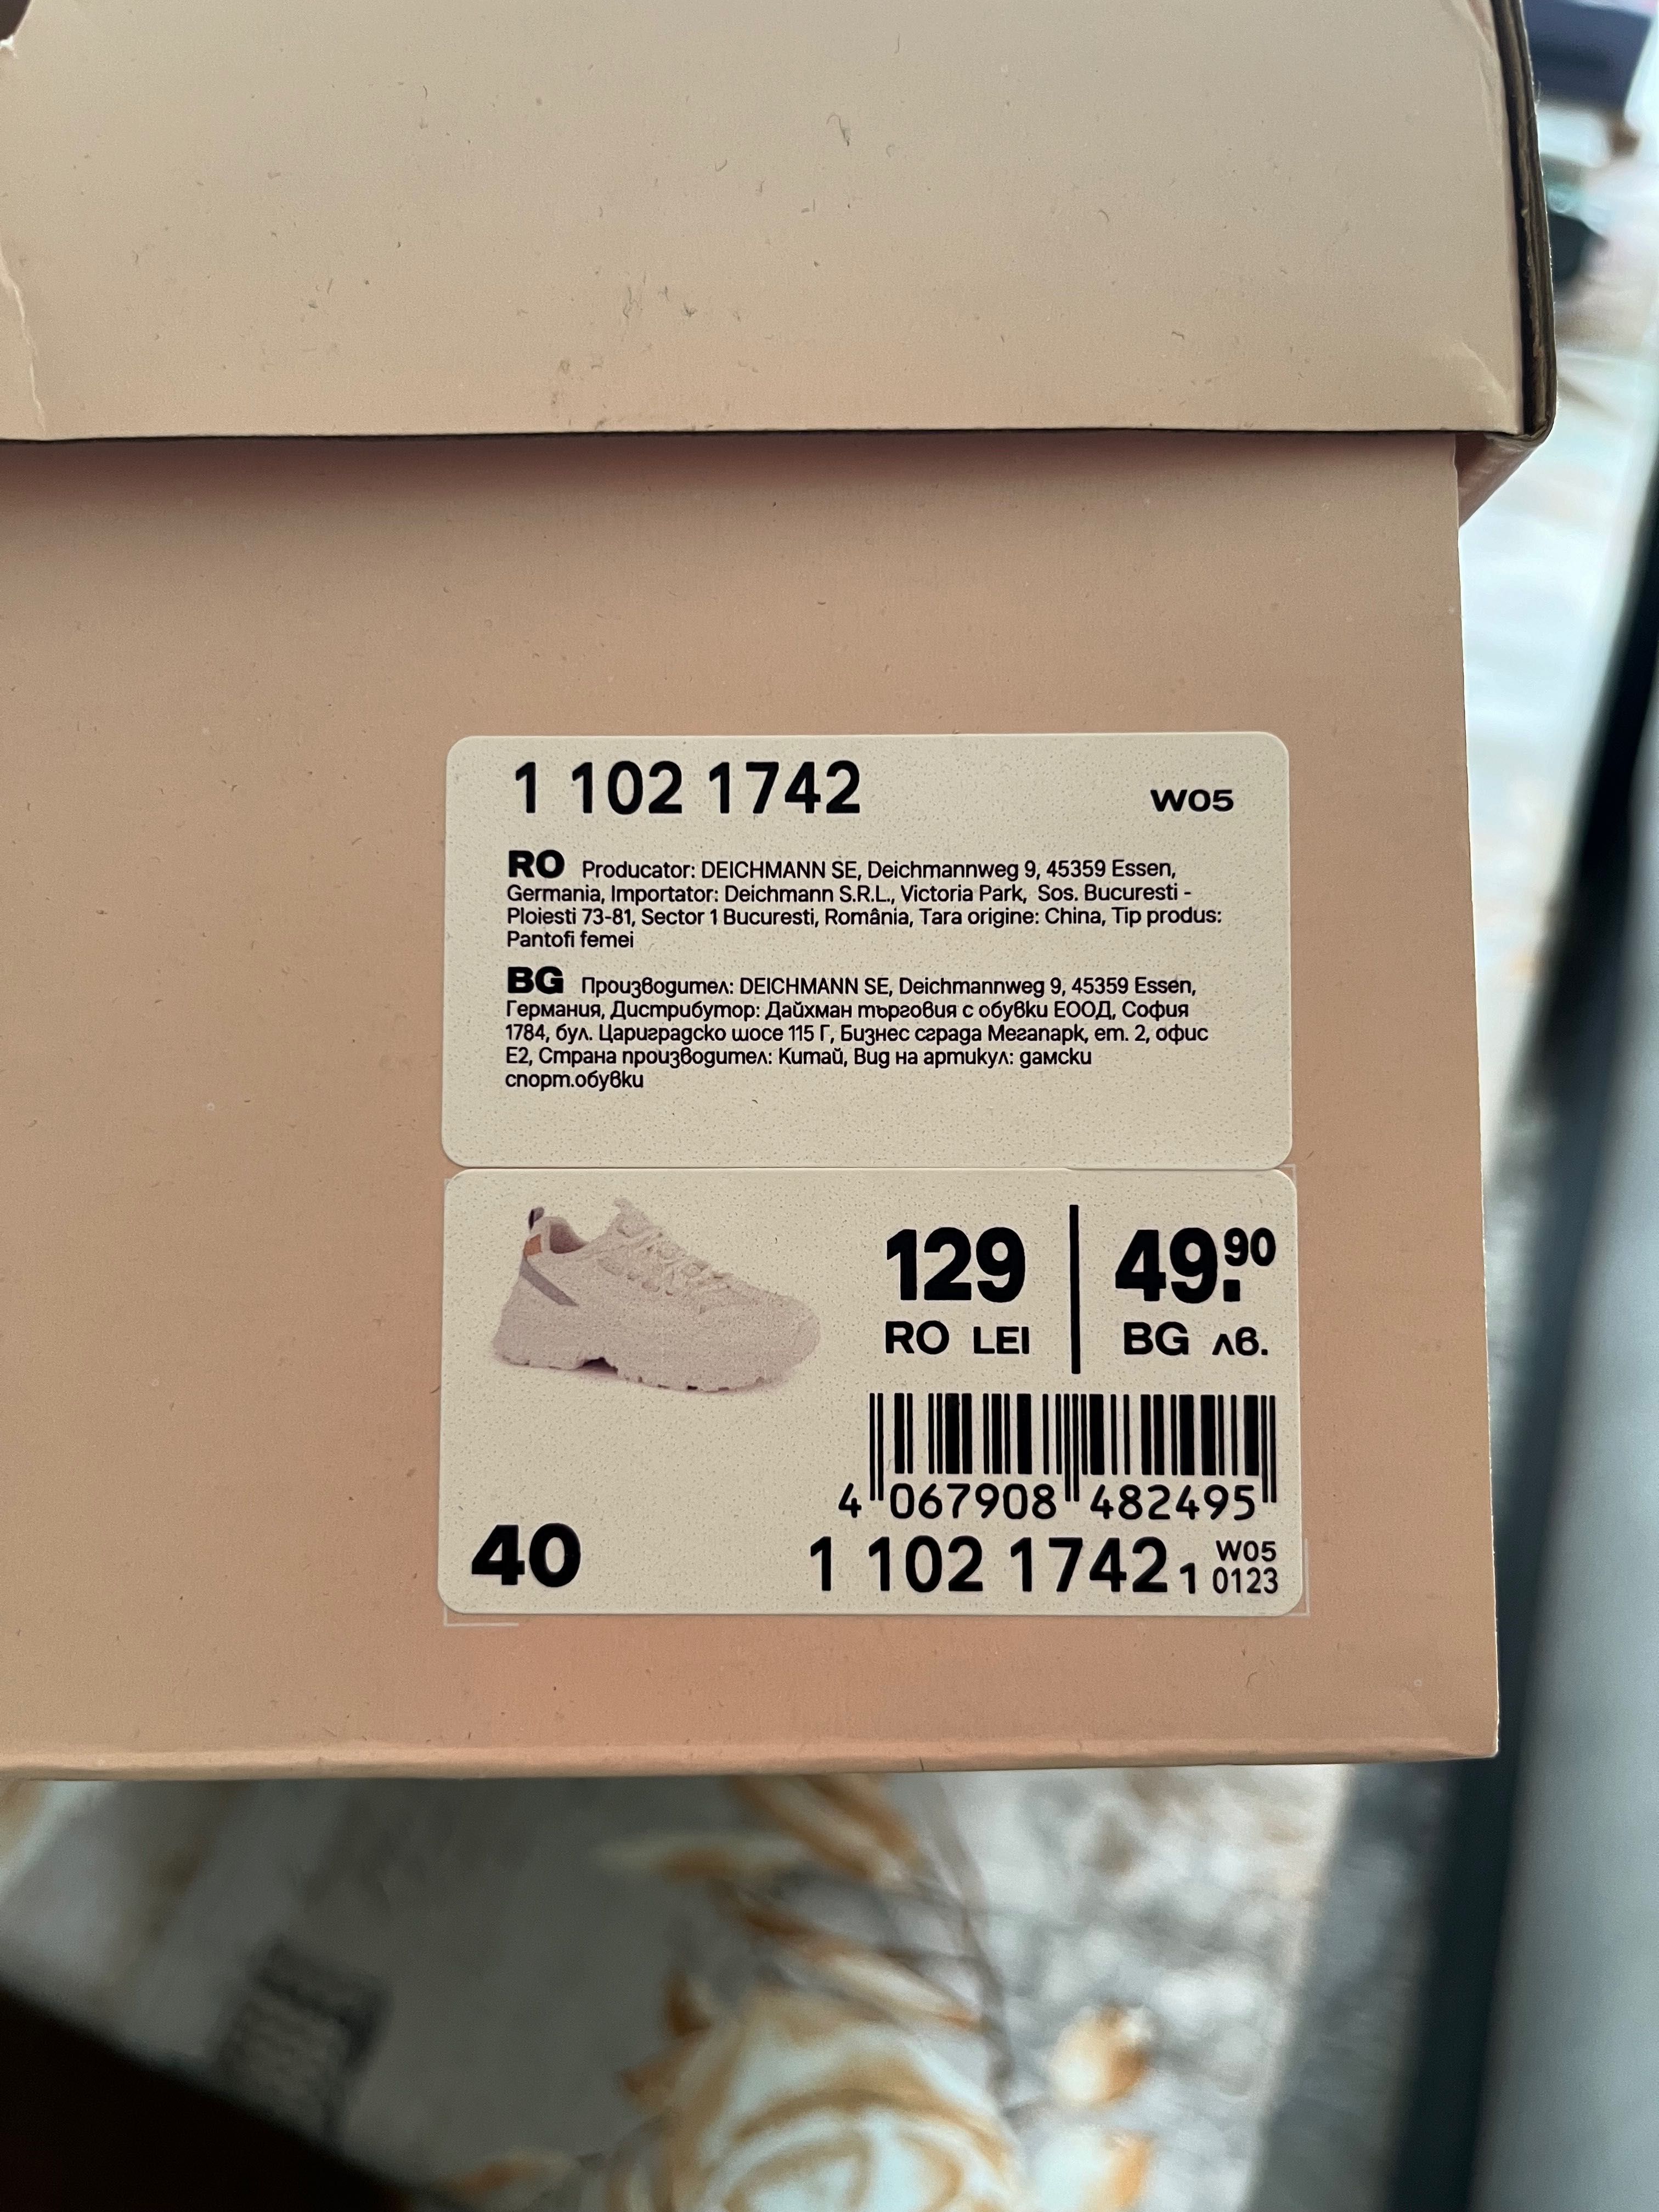 1 102 1742 W05
RO Producator: DEICHMANN SE, Deichmannweg 9, 45359 Essen,
Germania, Importator: Deichmann S.R.L., Victoria Park, Sos. Bucuresti -
Ploiesti 73-81, Sector 1 Bucuresti, România, Tara origine: China, Tip produs:
Pantofi femei
BG Производител: DEICHMANN SE, Deichmannweg 9, 45359 Essen,
Германия, Дистрибутор: Дайхман търговия с обувки ЕООД, София
1784, бул. Цариградско шосе 115 Г, Бизнес сграда Мегапарк, ет. 2, офис
Е2, Страна производител: Китай, Вид на артикул: дамски
спорт.обувки
129 49.90
RO LEI BG лв.
4 067908 482495
40 1 102 1742 1 W05
0123